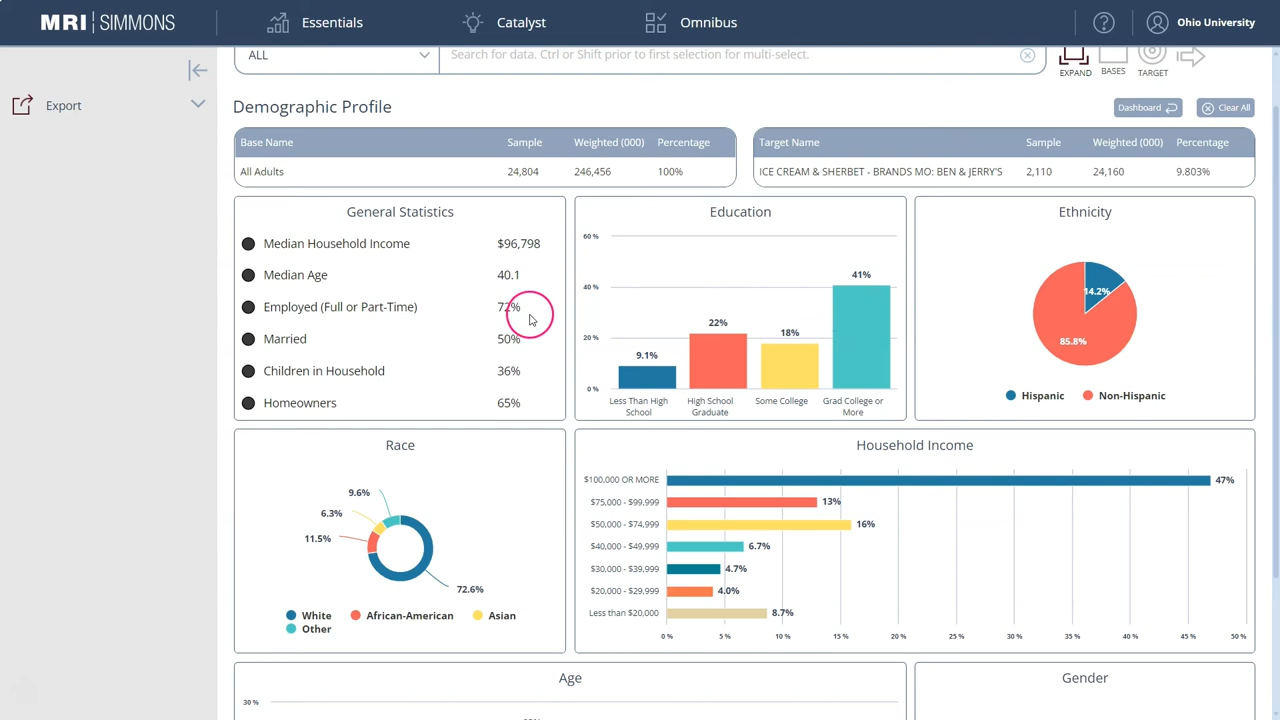 MRI | SIMMONS
Essentials
Catalyst
Omnibus
Ohio University
ALL
Search for data. Ctrl or Shift prior to first selection for multi-select.
EXPAND
BASES
TARGET
Export
Demographic Profile
Dashboard
Clear All
Base Name Sample Weighted (000) Percentage
All Adults 24,804 246,456 100%
Target Name Sample Weighted (000) Percentage
ICE CREAM & SHERBET - BRANDS MO: BEN & JERRY'S 2,110 24,160 9.803%
General Statistics
Median Household Income $96,798
Median Age 40.1
Employed (Full or Part-Time) 72%
Married 50%
Children in Household 36%
Homeowners 65%
Education
60 %
40 %
20 %
0 %
9.1%
22%
18%
41%
Less Than High
School
High School
Graduate
Some College
Grad College or
More
Ethnicity
14.2%
85.8%
Hispanic
Non-Hispanic
Race
9.6%
6.3%
11.5%
72.6%
White
African-American
Asian
Other
Household Income
$100,000 OR MORE 47%
$75,000 - $99,999 13%
$50,000 - $74,999 16%
$40,000 - $49,999 6.7%
$30,000 - $39,999 4.7%
$20,000 - $29,999 4.0%
Less than $20,000 8.7%
0 % 5 % 10 % 15 % 20 % 25 % 30 % 35 % 40 % 45 % 50 %
Age
30 %
Gender